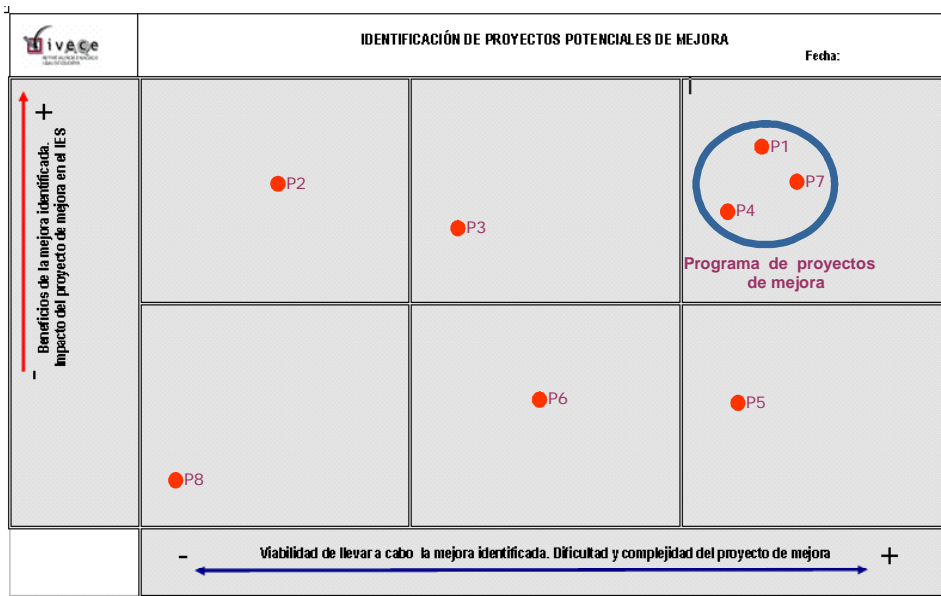 ivece
IDENTIFICACIÓN DE PROYECTOS POTENCIALES DE MEJORA
Fecha:
+
Beneficios de la mejora identificada.
Impacto del proyecto de mejora en el IES
-
P1
P2
P7
P4
P3
Programa de proyectos
de mejora
P6
P5
P8
- Viabilidad de llevar a cabo la mejora identificada. Dificultad y complejidad del proyecto de mejora +